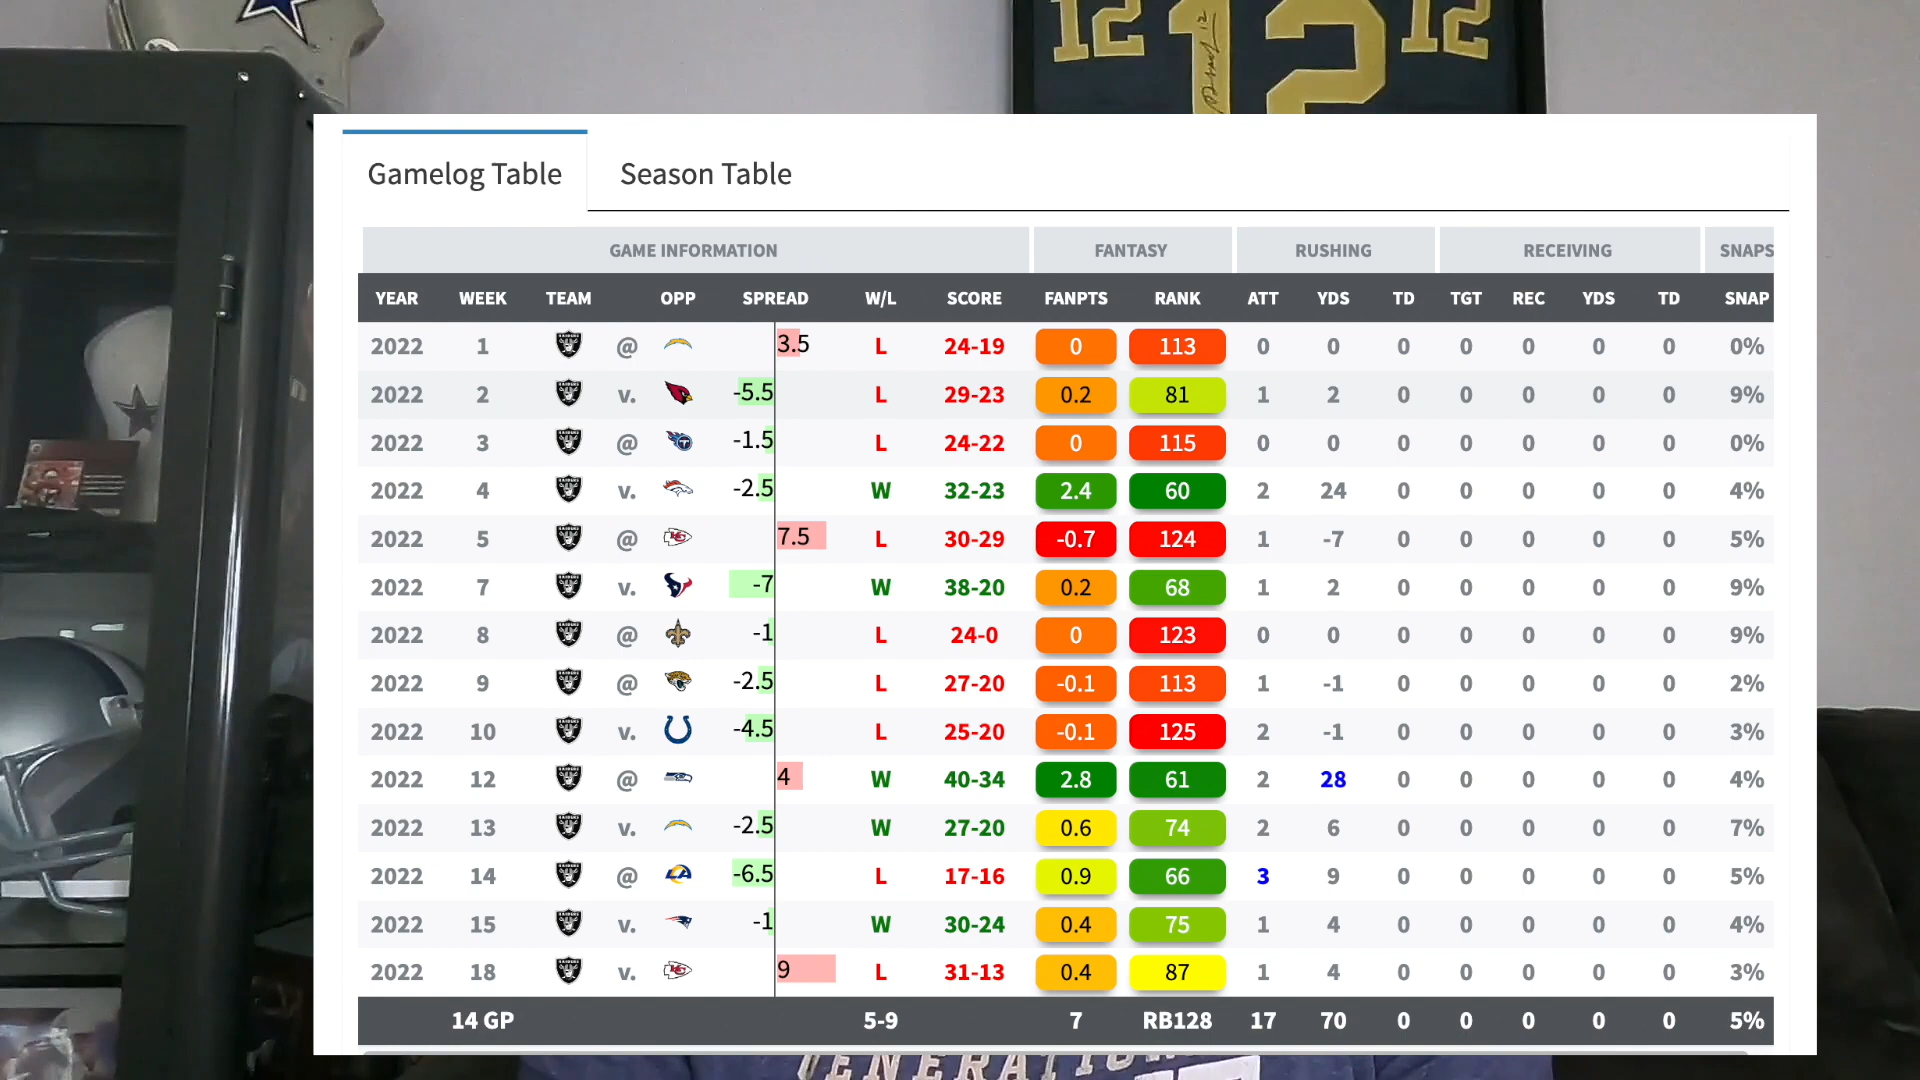 12 12 12
Gamelog Table Season Table
GAME INFORMATION FANTASY RUSHING RECEIVING SNAPS
YEAR WEEK TEAM OPP SPREAD W/L SCORE FANPTS RANK ATT YDS TD TGT REC YDS TD SNAP
2022 1 @ 3.5 L 24-19 0 113 0 0 0 0 0 0 0 0%
2022 2 v. -5.5 L 29-23 0.2 81 1 2 0 0 0 0 0 9%
2022 3 @ -1.5 L 24-22 0 115 0 0 0 0 0 0 0 0%
2022 4 v. -2.5 W 32-23 2.4 60 2 24 0 0 0 0 0 4%
2022 5 @ 7.5 L 30-29 -0.7 124 1 -7 0 0 0 0 0 5%
2022 7 v. -7 W 38-20 0.2 68 1 2 0 0 0 0 0 9%
2022 8 @ -1 L 24-0 0 123 0 0 0 0 0 0 0 9%
2022 9 @ -2.5 L 27-20 -0.1 113 1 -1 0 0 0 0 0 2%
2022 10 v. -4.5 L 25-20 -0.1 125 2 -1 0 0 0 0 0 3%
2022 12 @ 4 W 40-34 2.8 61 2 28 0 0 0 0 0 4%
2022 13 v. -2.5 W 27-20 0.6 74 2 6 0 0 0 0 0 7%
2022 14 @ -6.5 L 17-16 0.9 66 3 9 0 0 0 0 0 5%
2022 15 v. -1 W 30-24 0.4 75 1 4 0 0 0 0 0 4%
2022 18 v. 9 L 31-13 0.4 87 1 4 0 0 0 0 0 3%
14 GP 5-9 7 RB128 17 70 0 0 0 0 0 5%